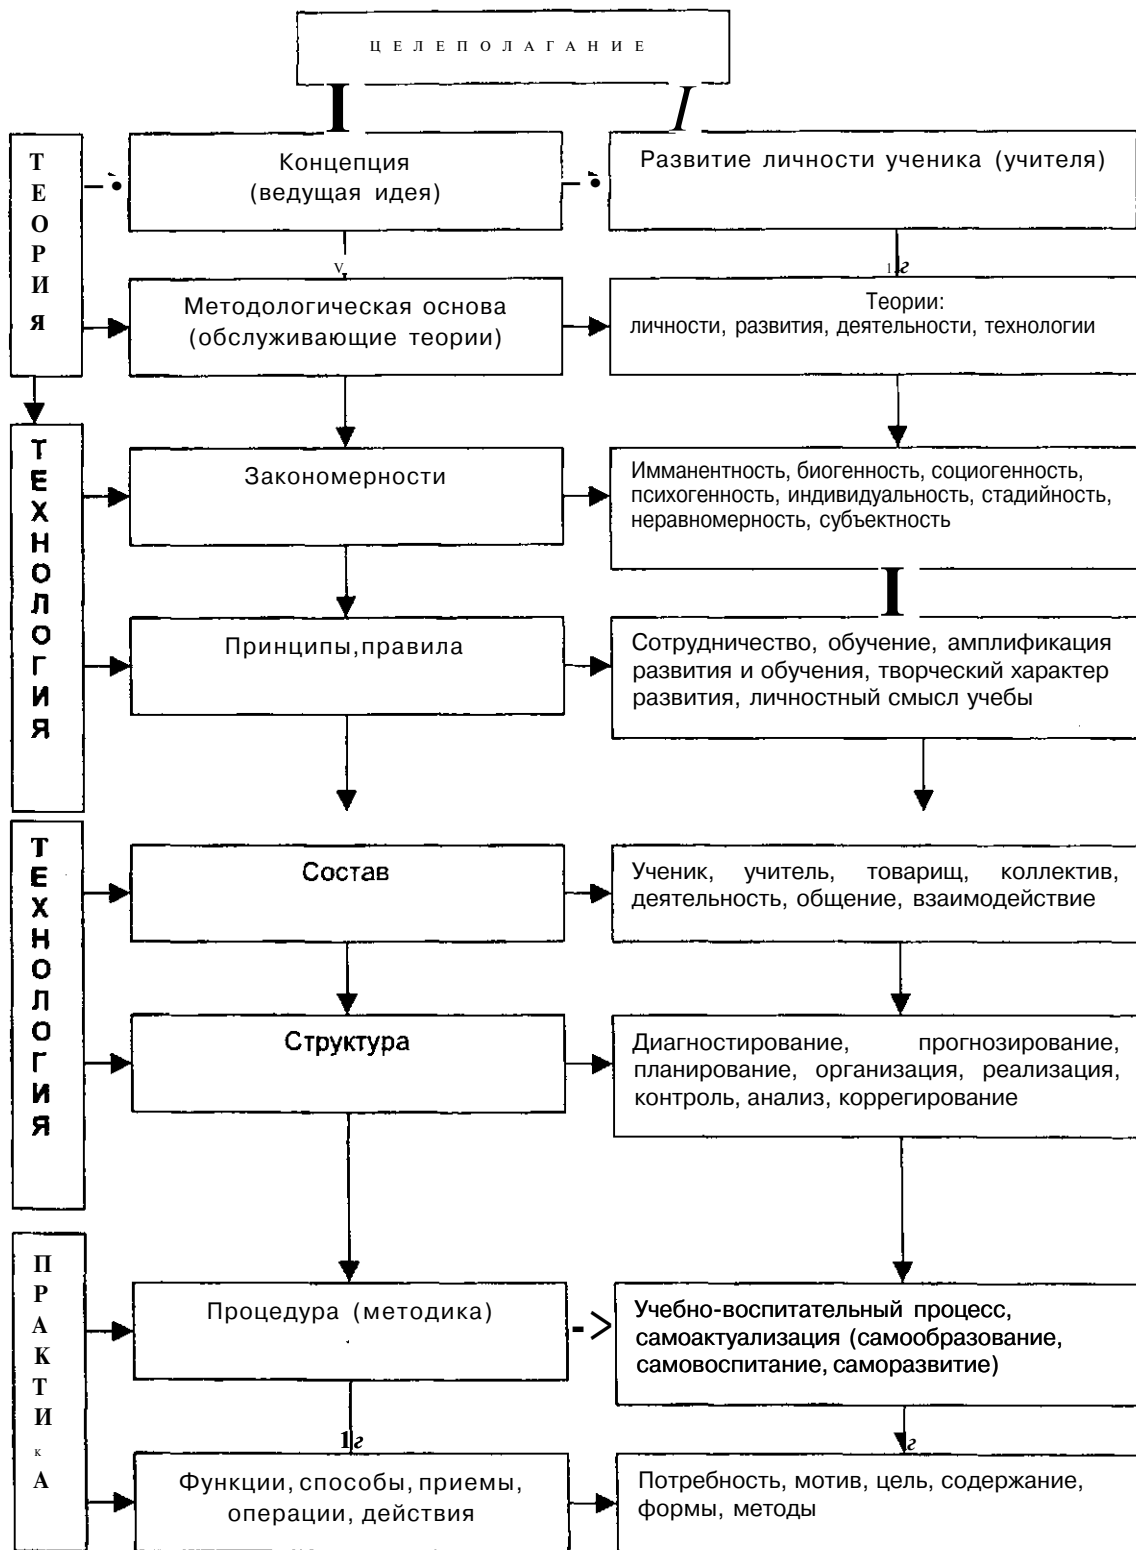 ЦЕЛЕПОЛАГАНИЕ
ТЕОРИЯ
Концепция
(ведущая идея)
Развитие личности ученика (учителя)
Методологическая основа
(обслуживающие теории)
Теории:
личности, развития, деятельности, технологии
ТЕХНОЛОГИЯ
Закономерности
Имманентность, биогенность, социогенность,
психогенность, индивидуальность, стадийность,
неравномерность, субъектность
Принципы, правила
Сотрудничество, обучение, амплификация
развития и обучения, творческий характер
развития, личностный смысл учебы
ТЕХНОЛОГИЯ
Состав
Ученик, учитель, товарищ, коллектив,
деятельность, общение, взаимодействие
Структура
Диагностирование, прогнозирование,
планирование, организация, реализация,
контроль, анализ, коррегирование
ПРАКТИкА
Процедура (методика)
Учебно-воспитательный процесс,
самоактуализация (самообразование,
самовоспитание, саморазвитие)
Функции, способы, приемы,
операции, действия
Потребность, мотив, цель, содержание,
формы, методы